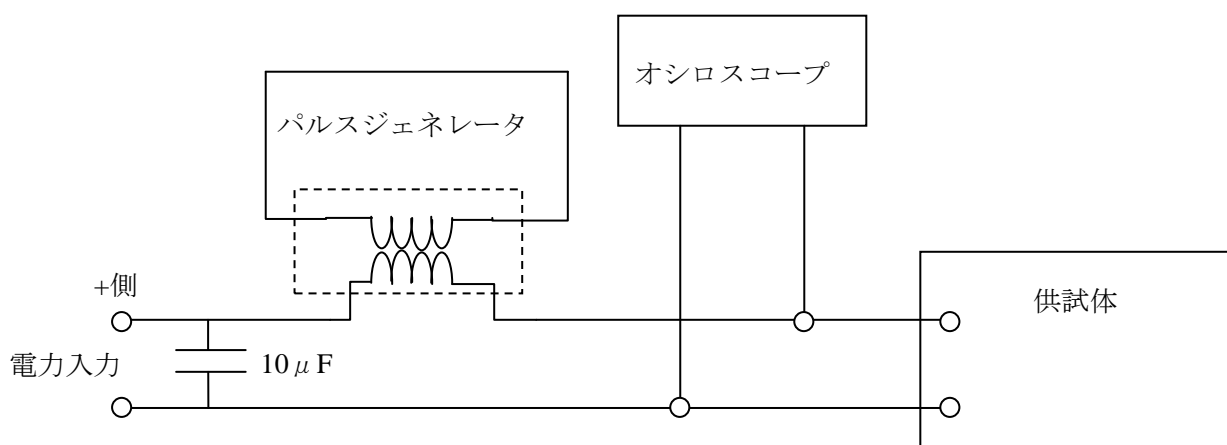 オシロスコープ
パルスジェネレータ
+側
供試体
電力入力
10μF